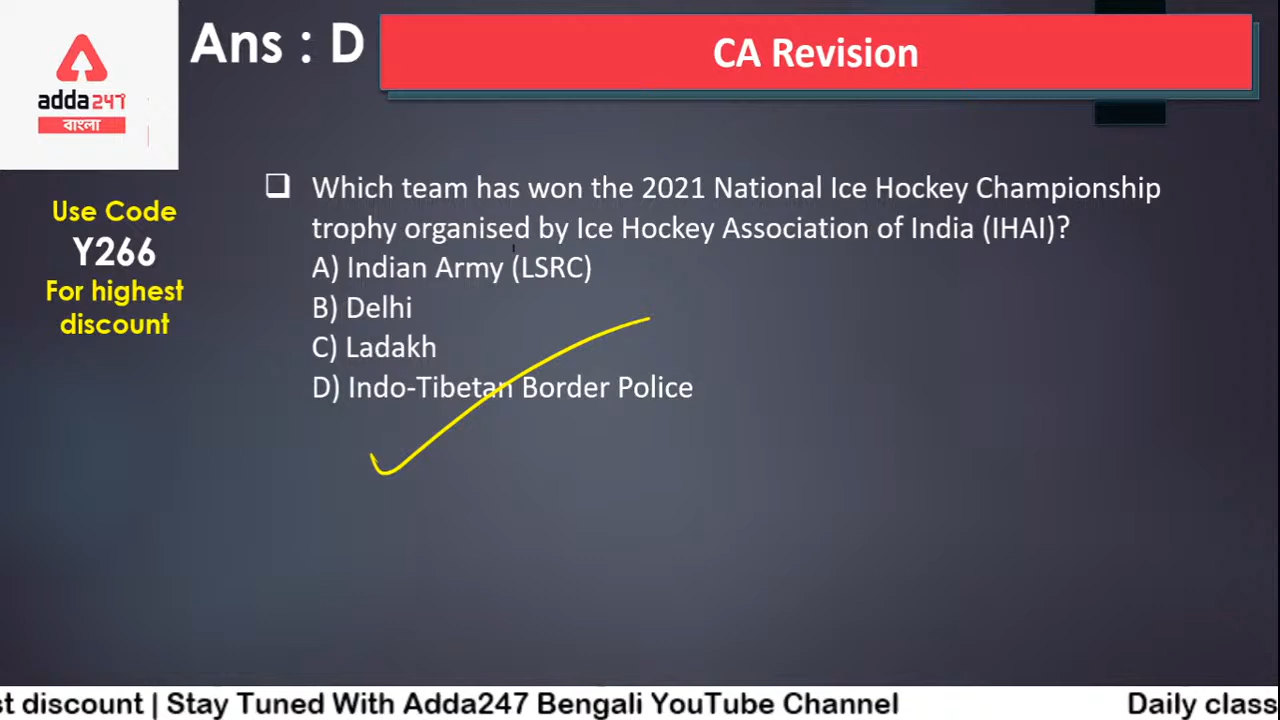 Ans : D
CA Revision
adda247
বাংলা
Use Code
Y266
For highest
discount
❑ Which team has won the 2021 National Ice Hockey Championship
trophy organised by Ice Hockey Association of India (IHAI)?
A) Indian Army (LSRC)
B) Delhi
C) Ladakh
D) Indo-Tibetan Border Police
st discount | Stay Tuned With Adda247 Bengali YouTube Channel
Daily class